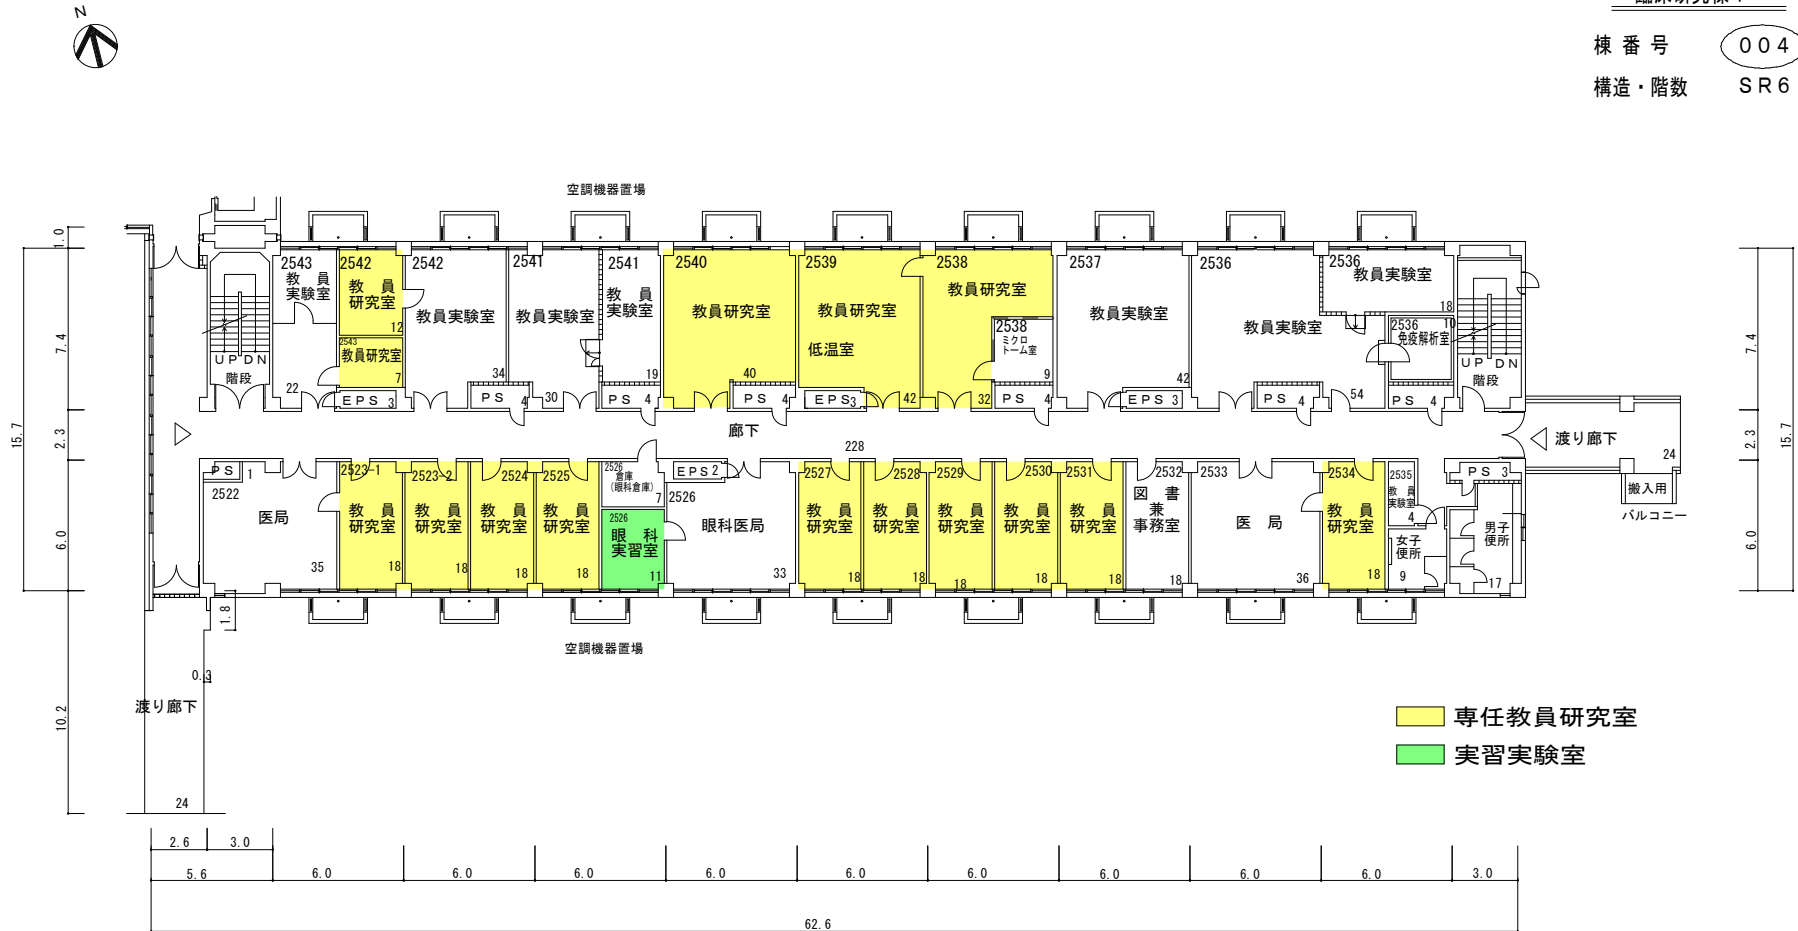 N
棟番号 004
構造・階数 SR6
空調機器置場
1.0
7.4
15.7
2.3
6.0
10.2
2543
教員
実験室
22
2542
教員
研究室
12
2543
教員研究室
7
EPS 3
2542
教員実験室
34
PS 4
2541
教員実験室
30
2541
教員
実験室
19
PS 4
2540
教員研究室
40
PS 4
2539
教員研究室
低温室
42
EPS 3
2538
教員研究室
32
2538
ミクロ
トーム室
9
PS 4
2537
教員実験室
42
EPS 3
2536
教員実験室
54
PS 4
2536
教員実験室
18
2536
免疫解析室
10
PS 4
UP DN
階段
UP DN
階段
廊下
228
渡り廊下
24
搬入用
バルコニー
7.4
2.3
15.7
6.0
PS 1
2522
医局
35
2523-1
教員
研究室
18
2523-2
教員
研究室
18
2524
教員
研究室
18
2525
教員
研究室
18
2526
倉庫
(眼科倉庫)
7
2526
眼科
実習室
11
EPS 2
2526
眼科医局
33
2527
教員
研究室
18
2528
教員
研究室
18
2529
教員
研究室
18
2530
教員
研究室
18
2531
教員
研究室
18
2532
図書
兼
事務室
18
2533
医局
36
2534
教員
研究室
18
2535
教員
実験室
4
女子
便所
9
PS 3
男子
便所
17
1.8
0.3
空調機器置場
渡り廊下
24
専任教員研究室
実習実験室
2.6 3.0
5.6 6.0 6.0 6.0 6.0 6.0 6.0 6.0 6.0 6.0 3.0
62.6